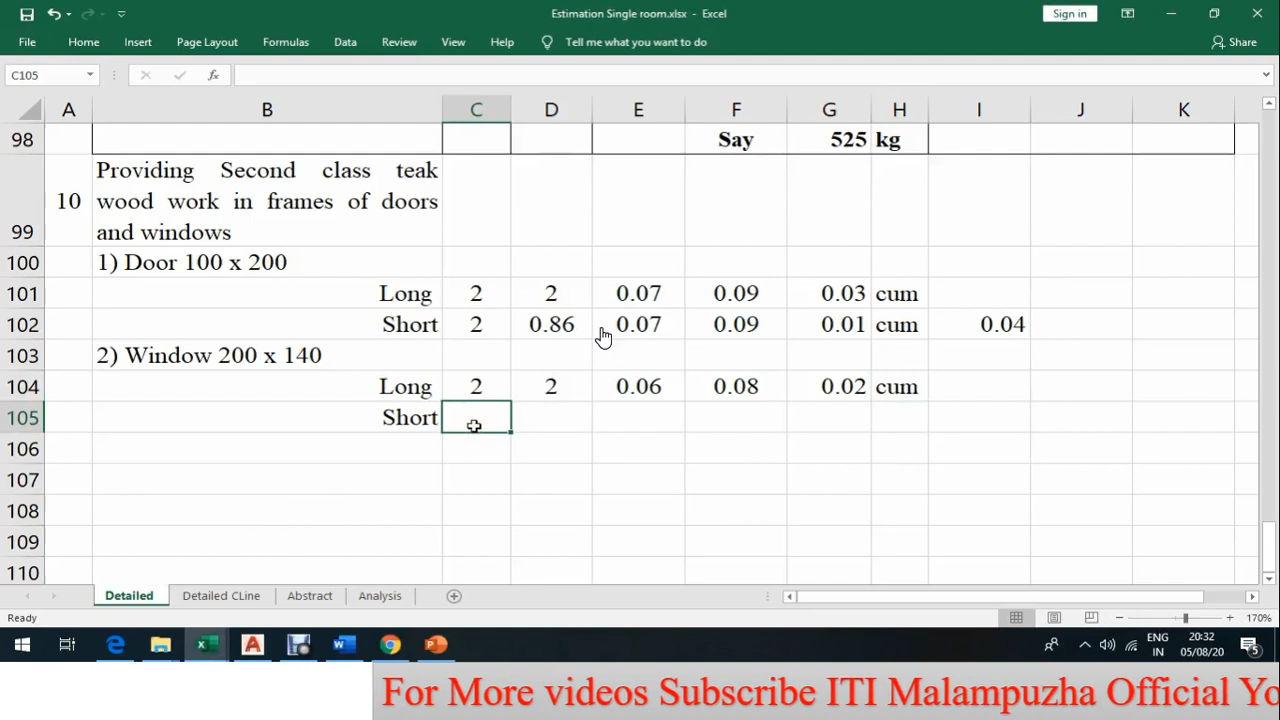 Estimation Single room.xlsx - Excel
Sign in
File Home Insert Page Layout Formulas Data Review View Help Tell me what you want to do Share
C105 fx
A B C D E F G H I J K
98 Say 525 kg
Providing Second class teak
10 wood work in frames of doors
99 and windows
100 1) Door 100 x 200
101 Long 2 2 0.07 0.09 0.03 cum
102 Short 2 0.86 0.07 0.09 0.01 cum 0.04
103 2) Window 200 x 140
104 Long 2 2 0.06 0.08 0.02 cum
105 Short
106
107
108
109
110
Detailed Detailed CLine Abstract Analysis
Ready 170%
ENG 20:32
IN 05/08/20 5
For More videos Subscribe ITI Malampuzha Official Yo